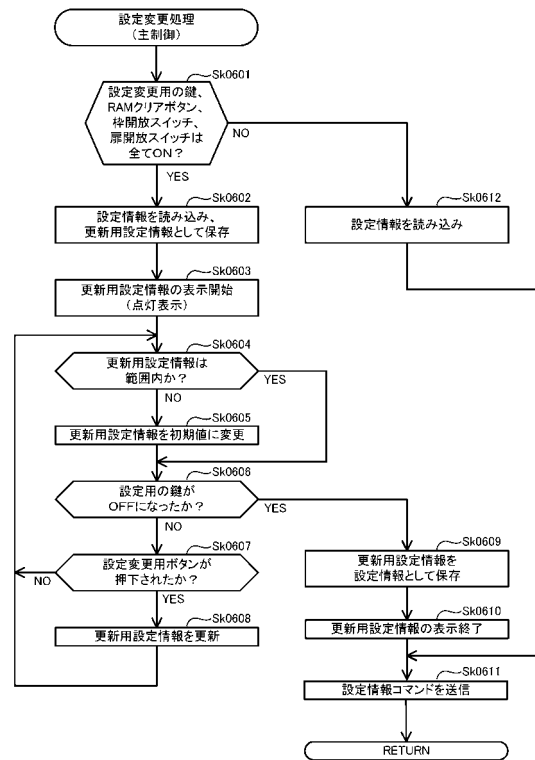 設定変更処理
(主制御)
Sk0601
設定変更用の鍵、
RAMクリアボタン、
枠開放スイッチ、
扉開放スイッチは
全てON?
NO
YES
Sk0602
設定情報を読み込み、
更新用設定情報として保存
Sk0612
設定情報を読み込み
Sk0603
更新用設定情報の表示開始
(点灯表示)
Sk0604
更新用設定情報は
範囲内か?
YES
NO
Sk0605
更新用設定情報を初期値に変更
Sk0606
設定用の鍵が
OFFになったか?
YES
NO
Sk0607
設定変更用ボタンが
押下されたか?
NO
YES
Sk0608
更新用設定情報を更新
Sk0609
更新用設定情報を
設定情報として保存
Sk0610
更新用設定情報の表示終了
Sk0611
設定情報コマンドを送信
RETURN